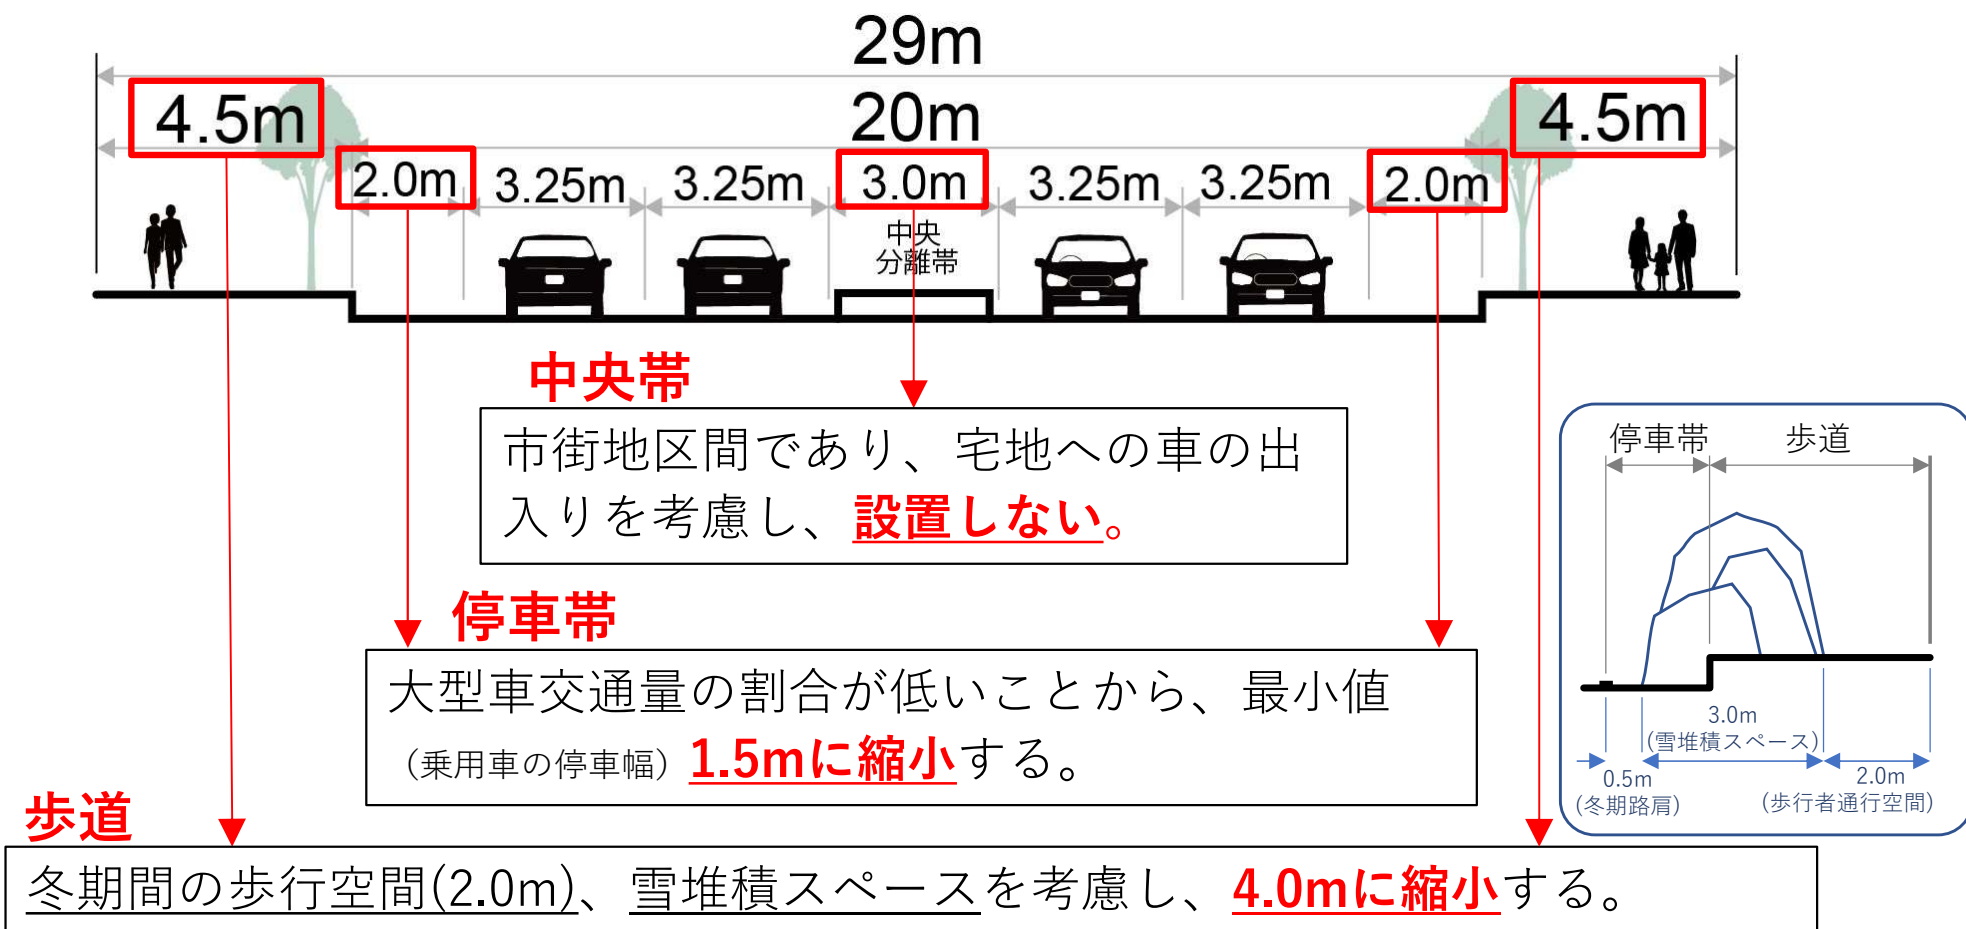 29m
4.5m
20m
4.5m
2.0m
3.25m
3.25m
3.0m
3.25m
3.25m
2.0m
中央
分離帯
中央帯
市街地区間であり、宅地への車の出
入りを考慮し、設置しない。
停車帯
歩道
3.0m
(雪堆積スペース)
0.5m
(冬期路肩)
2.0m
(歩行者通行空間)
停車帯
大型車交通量の割合が低いことから、最小値
(乗用車の停車幅) 1.5mに縮小する。
歩道
冬期間の歩行空間(2.0m)、雪堆積スペースを考慮し、4.0mに縮小する。